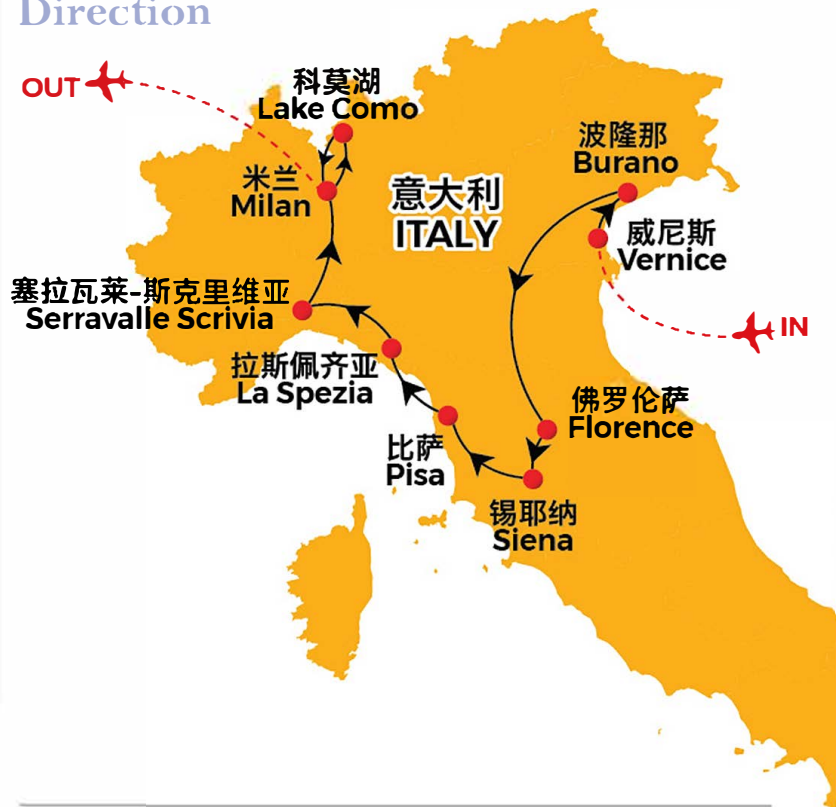 Direction
OUT
科莫湖
Lake Como
波隆那
Burano
米兰
Milan
意大利
ITALY
威尼斯
Vernice
塞拉瓦莱-斯克里维亚
Serravalle Scrivia
IN
拉斯佩齐亚
La Spezia
佛罗伦萨
Florence
比萨
Pisa
锡耶纳
Siena